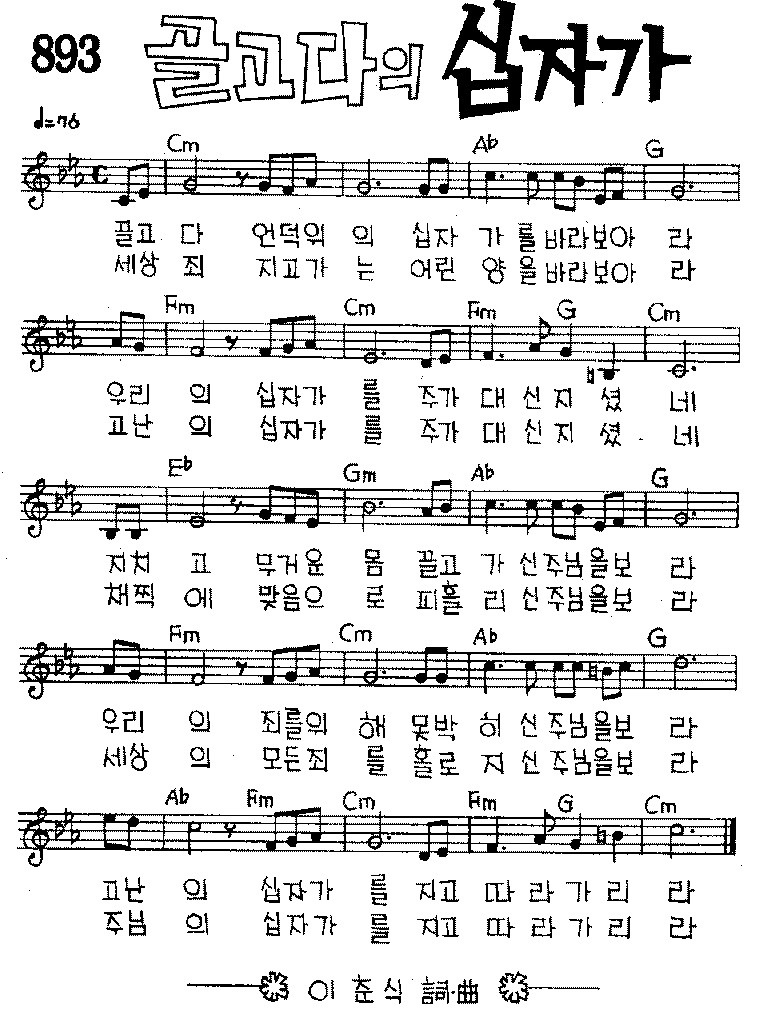 893 골고다의 십자가
♩=76
Cm Ab G
골고 다 언덕위 의 십자 가 를 바라보아 라
세상 죄 지고가 는 어린 양 을 바라보아 라
Fm Cm Fm G Cm
우리 의 십자가 를 주가 대 신 지 셨 네
고난 의 십자가 를 주가 대 신 지 셨 네
Eb Gm Ab G
지치 고 무거운 몸 끌고 가 신 주님을보 라
채찍 에 맞음으 로 피흘 리 신 주님을보 라
Fm Cm Ab G
우리 의 죄를위 해 못박 히 신 주님을보 라
세상 의 모든죄 를 홀로 지 신 주님을보 라
Ab Fm Cm Fm G Cm
고난 의 십자가 를 지고 따 라 가 리 라
주님 의 십자가 를 지고 따 라 가 리 라
이 춘 식 詞·曲